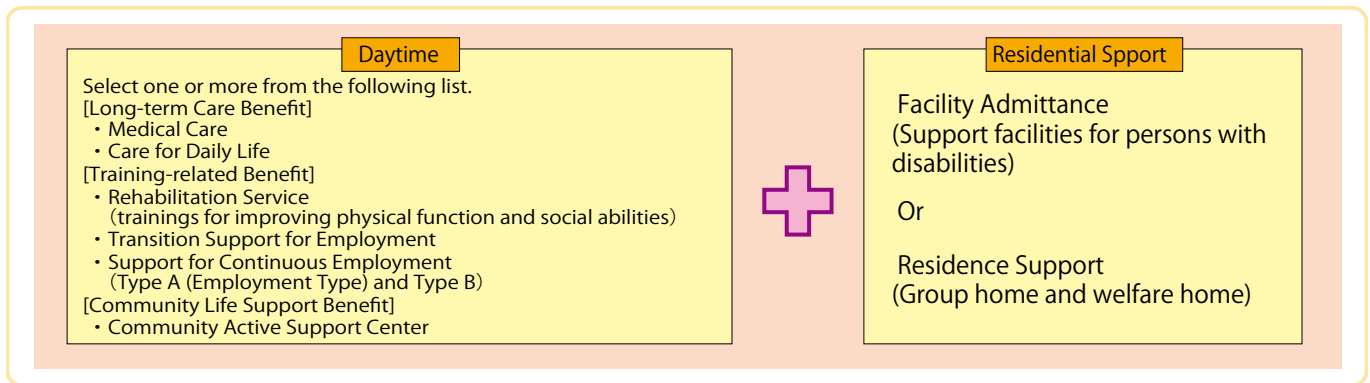 Daytime
Select one or more from the following list.
[Long-term Care Benefit]
・Medical Care
・Care for Daily Life
[Training-related Benefit]
・Rehabilitation Service
（trainings for improving physical function and social abilities）
・Transition Support for Employment
・Support for Continuous Employment
（Type A (Employment Type) and Type B）
[Community Life Support Benefit]
・Community Active Support Center
Residential Spport
Facility Admittance
(Support facilities for persons with
disabilities)
Or
Residence Support
(Group home and welfare home)